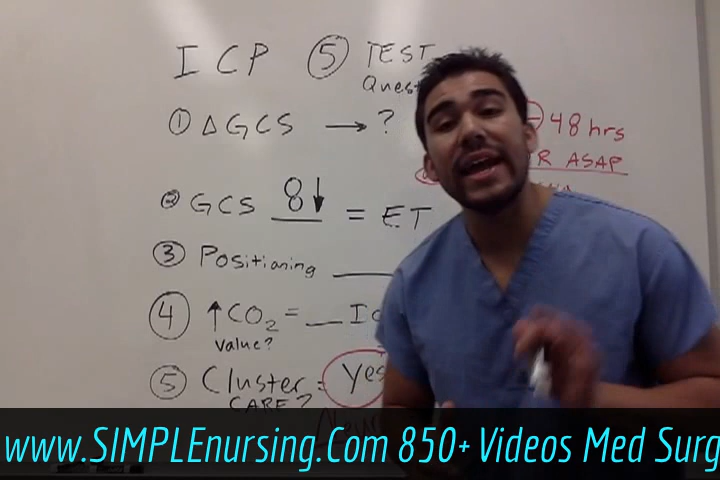 ICP ⑤ TEST
Quest
① ΔGCS → ?
48 hrs
R ASAP
② GCS 8↓ = ET
③ Positioning ____
④ ↑CO₂ = __ IC
value?
⑤ Cluster = yes
CARE?
www.SIMPLEnursing.Com 850+ Videos Med Surg